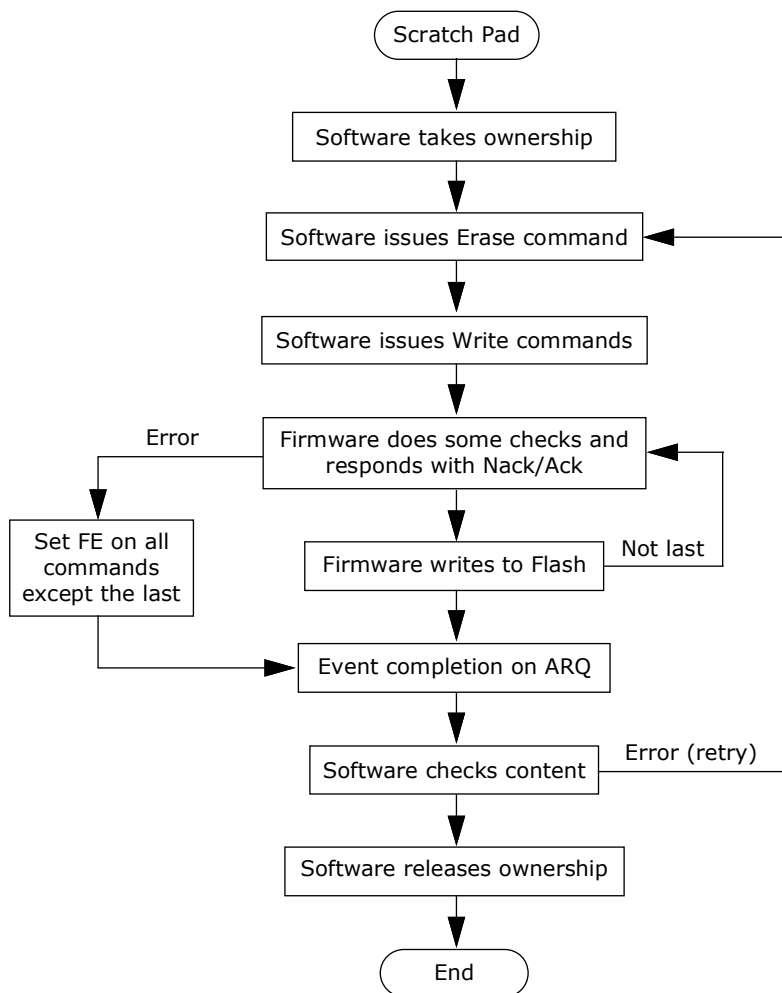 Scratch Pad
Software takes ownership
Software issues Erase command
Software issues Write commands
Error
Firmware does some checks and
responds with Nack/Ack
Set FE on all
commands
except the last
Firmware writes to Flash
Not last
Event completion on ARQ
Software checks content
Error (retry)
Software releases ownership
End